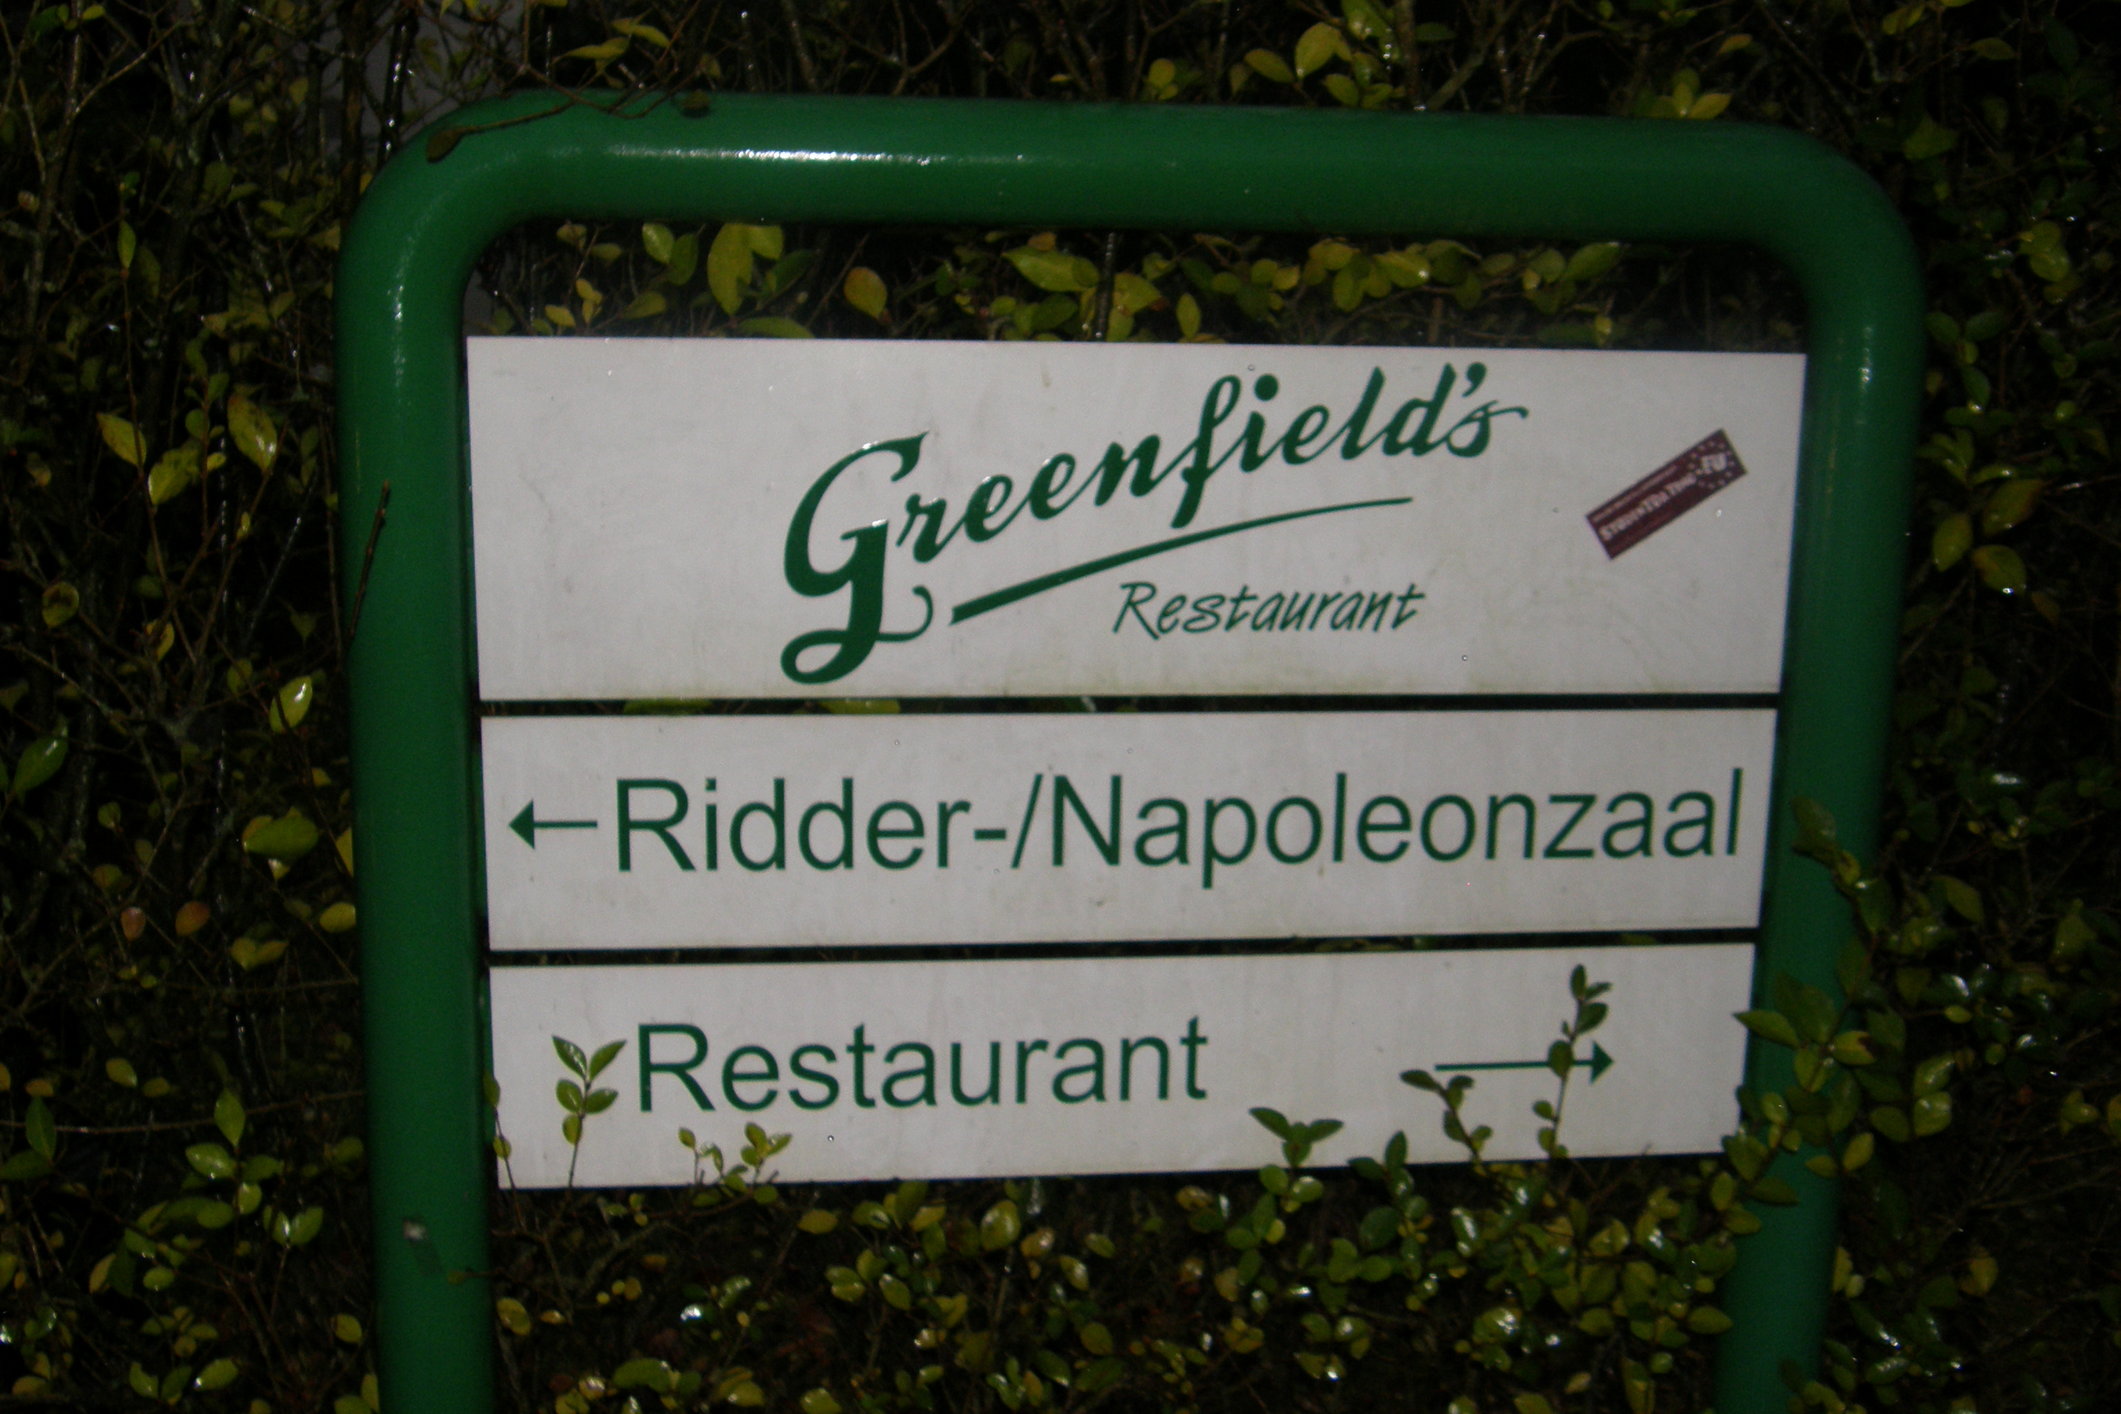 Greenfield's
Restaurant
←Ridder-/Napoleonzaal
Restaurant →